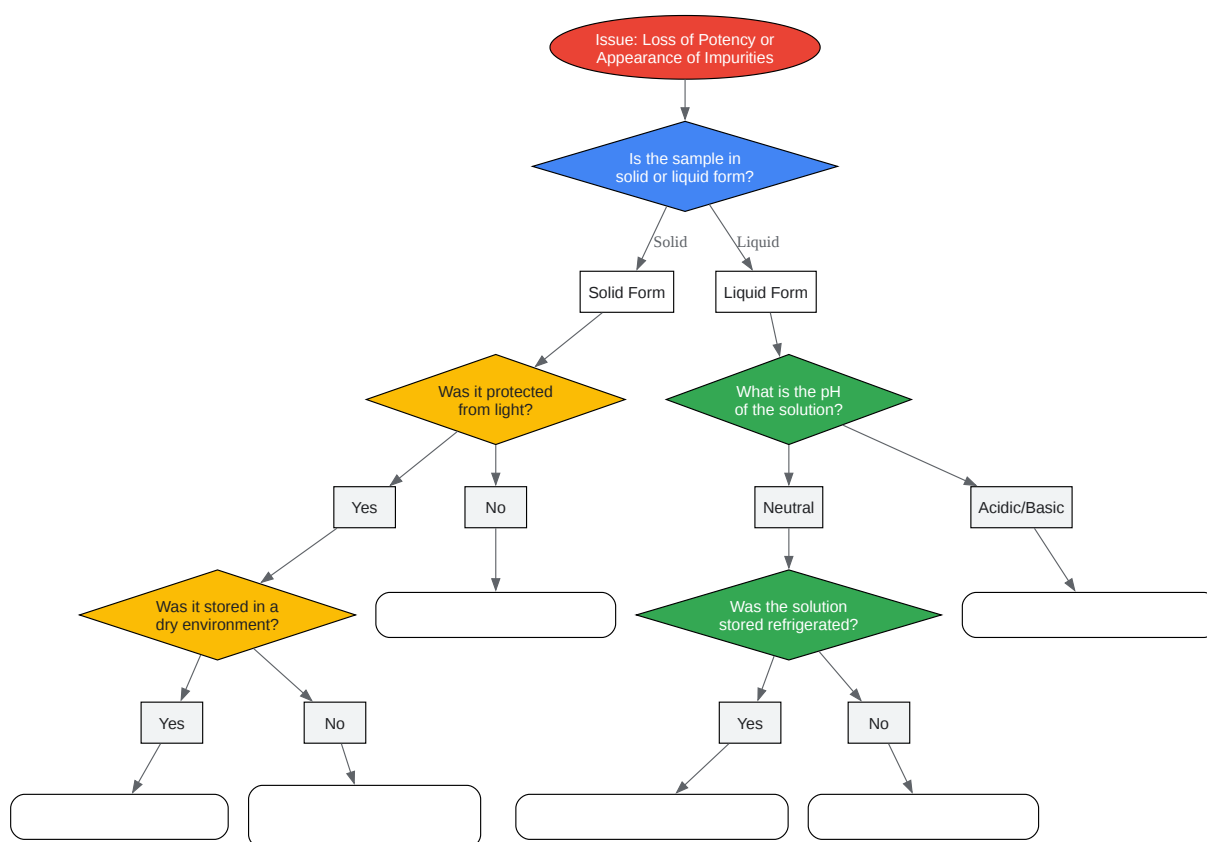 Issue: Loss of Potency or
Appearance of Impurities
Is the sample in
solid or liquid form?
Solid
Liquid
Solid Form
Liquid Form
Was it protected
from light?
What is the pH
of the solution?
Yes
No
Neutral
Acidic/Basic
Was it stored in a
dry environment?
Was the solution
stored refrigerated?
Yes
No
Yes
No